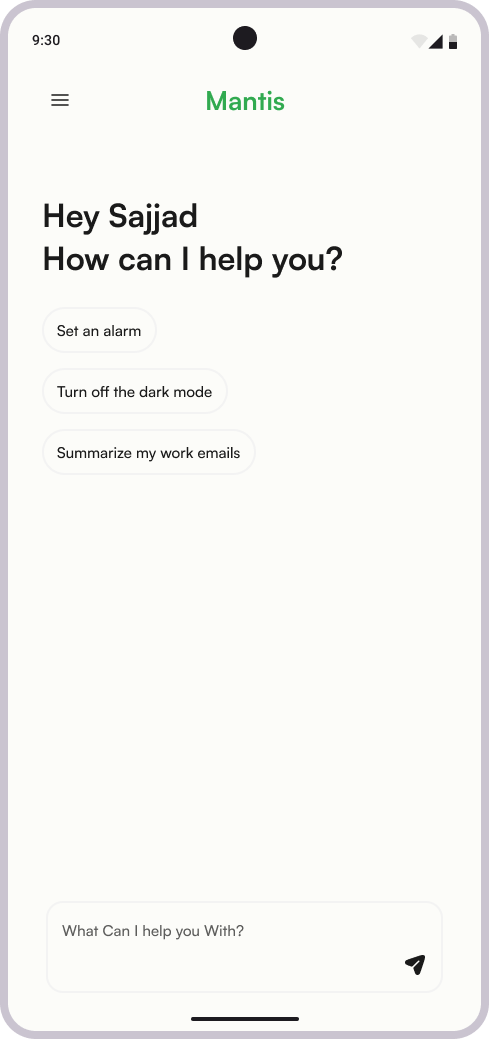 9:30
Mantis
Hey Sajjad
How can I help you?
Set an alarm
Turn off the dark mode
Summarize my work emails
What Can I help you With?